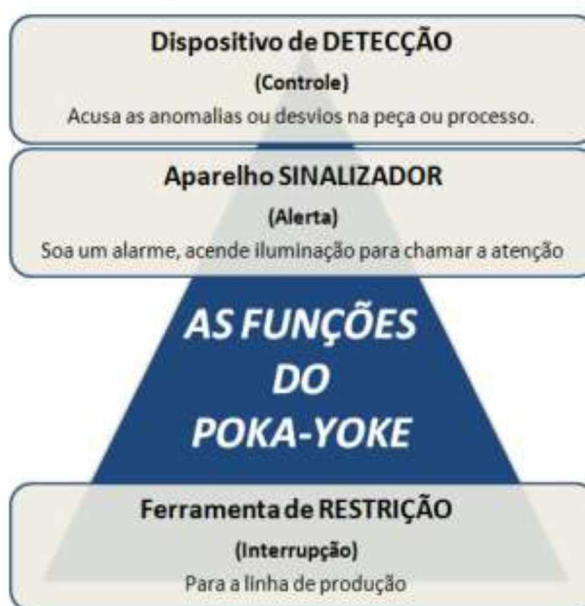 Dispositivo de DETECÇÃO
(Controle)
Acusa as anomalias ou desvios na peça ou processo.
Aparelho SINALIZADOR
(Alerta)
Soa um alarme, acende iluminação para chamar a atenção
AS FUNÇÕES
DO
POKA-YOKE
Ferramenta de RESTRIÇÃO
(Interrupção)
Para a linha de produção